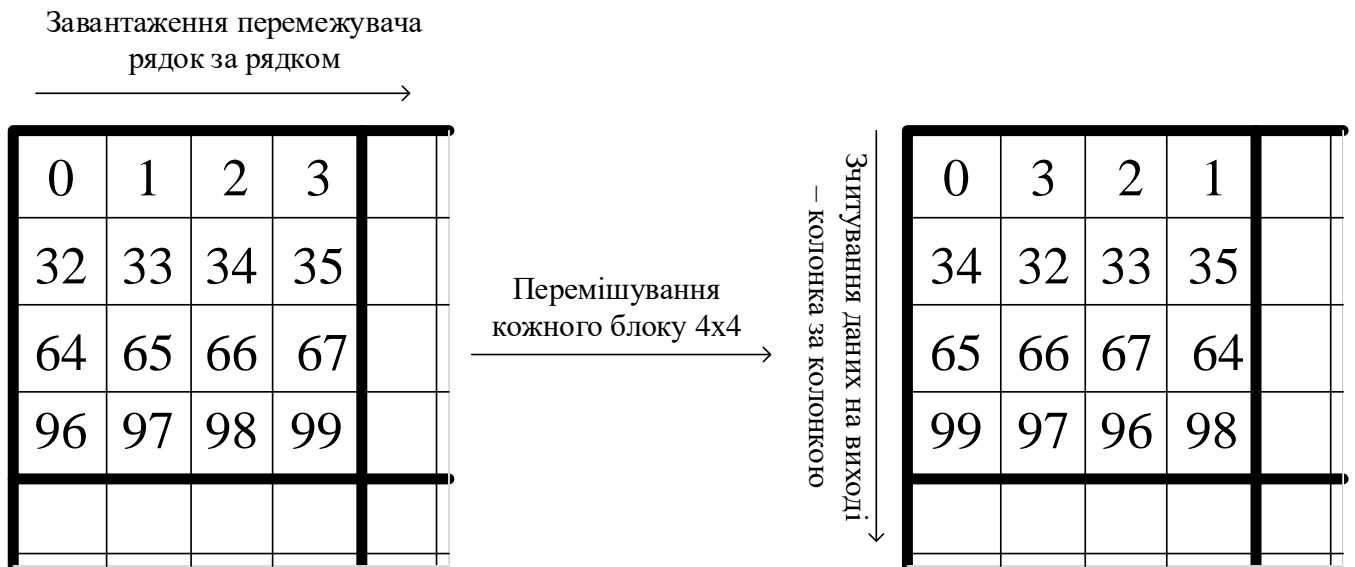 Завантаження перемежувача
рядок за рядком
0 1 2 3
32 33 34 35
64 65 66 67
96 97 98 99
Перемішування
кожного блоку 4x4
Зчитування даних на виході
– колонка за колонкою
0 3 2 1
34 32 33 35
65 66 67 64
99 97 96 98